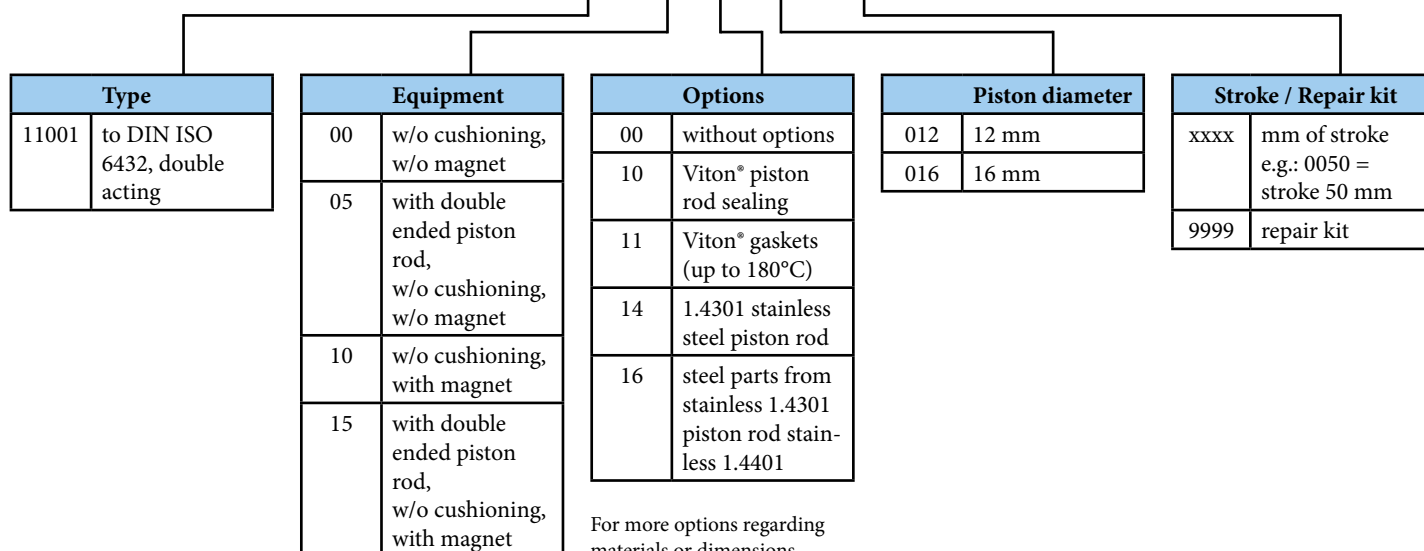 Type
11001 to DIN ISO
6432, double
acting
Equipment
00 w/o cushioning,
w/o magnet
05 with double
ended piston
rod,
w/o cushioning,
w/o magnet
10 w/o cushioning,
with magnet
15 with double
ended piston
rod,
w/o cushioning,
with magnet
Options
00 without options
10 Viton® piston
rod sealing
11 Viton® gaskets
(up to 180°C)
14 1.4301 stainless
steel piston rod
16 steel parts from
stainless 1.4301
piston rod stain-
less 1.4401
For more options regarding
materials or dimensions
Piston diameter
012 12 mm
016 16 mm
Stroke / Repair kit
xxxx mm of stroke
e.g.: 0050 =
stroke 50 mm
9999 repair kit